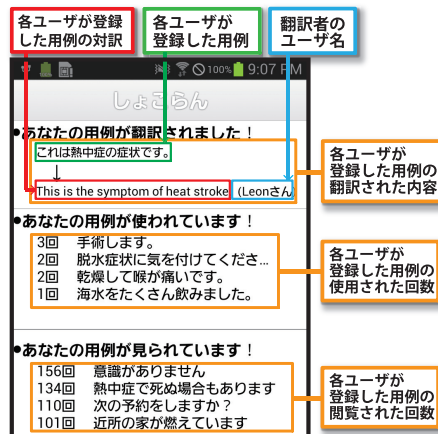 各ユーザが登録
した用例の対訳
各ユーザが
登録した用例
翻訳者の
ユーザ名
100% 9:07 PM
しょこらん
●あなたの用例が翻訳されました！
これは熱中症の症状です。
↓
This is the symptom of heat stroke (Leonさん)
各ユーザが
登録した用例の
翻訳された内容
●あなたの用例が使われています！
3回 手術します。
2回 脱水症状に気を付けてくださ...
2回 乾燥して喉が痛いです。
1回 海水をたくさん飲みました。
各ユーザが
登録した用例の
使用された回数
●あなたの用例が見られています！
156回 意識がありません
134回 熱中症で死ぬ場合もあります
110回 次の予約をしますか？
101回 近所の家が燃えています
各ユーザが
登録した用例の
閲覧された回数